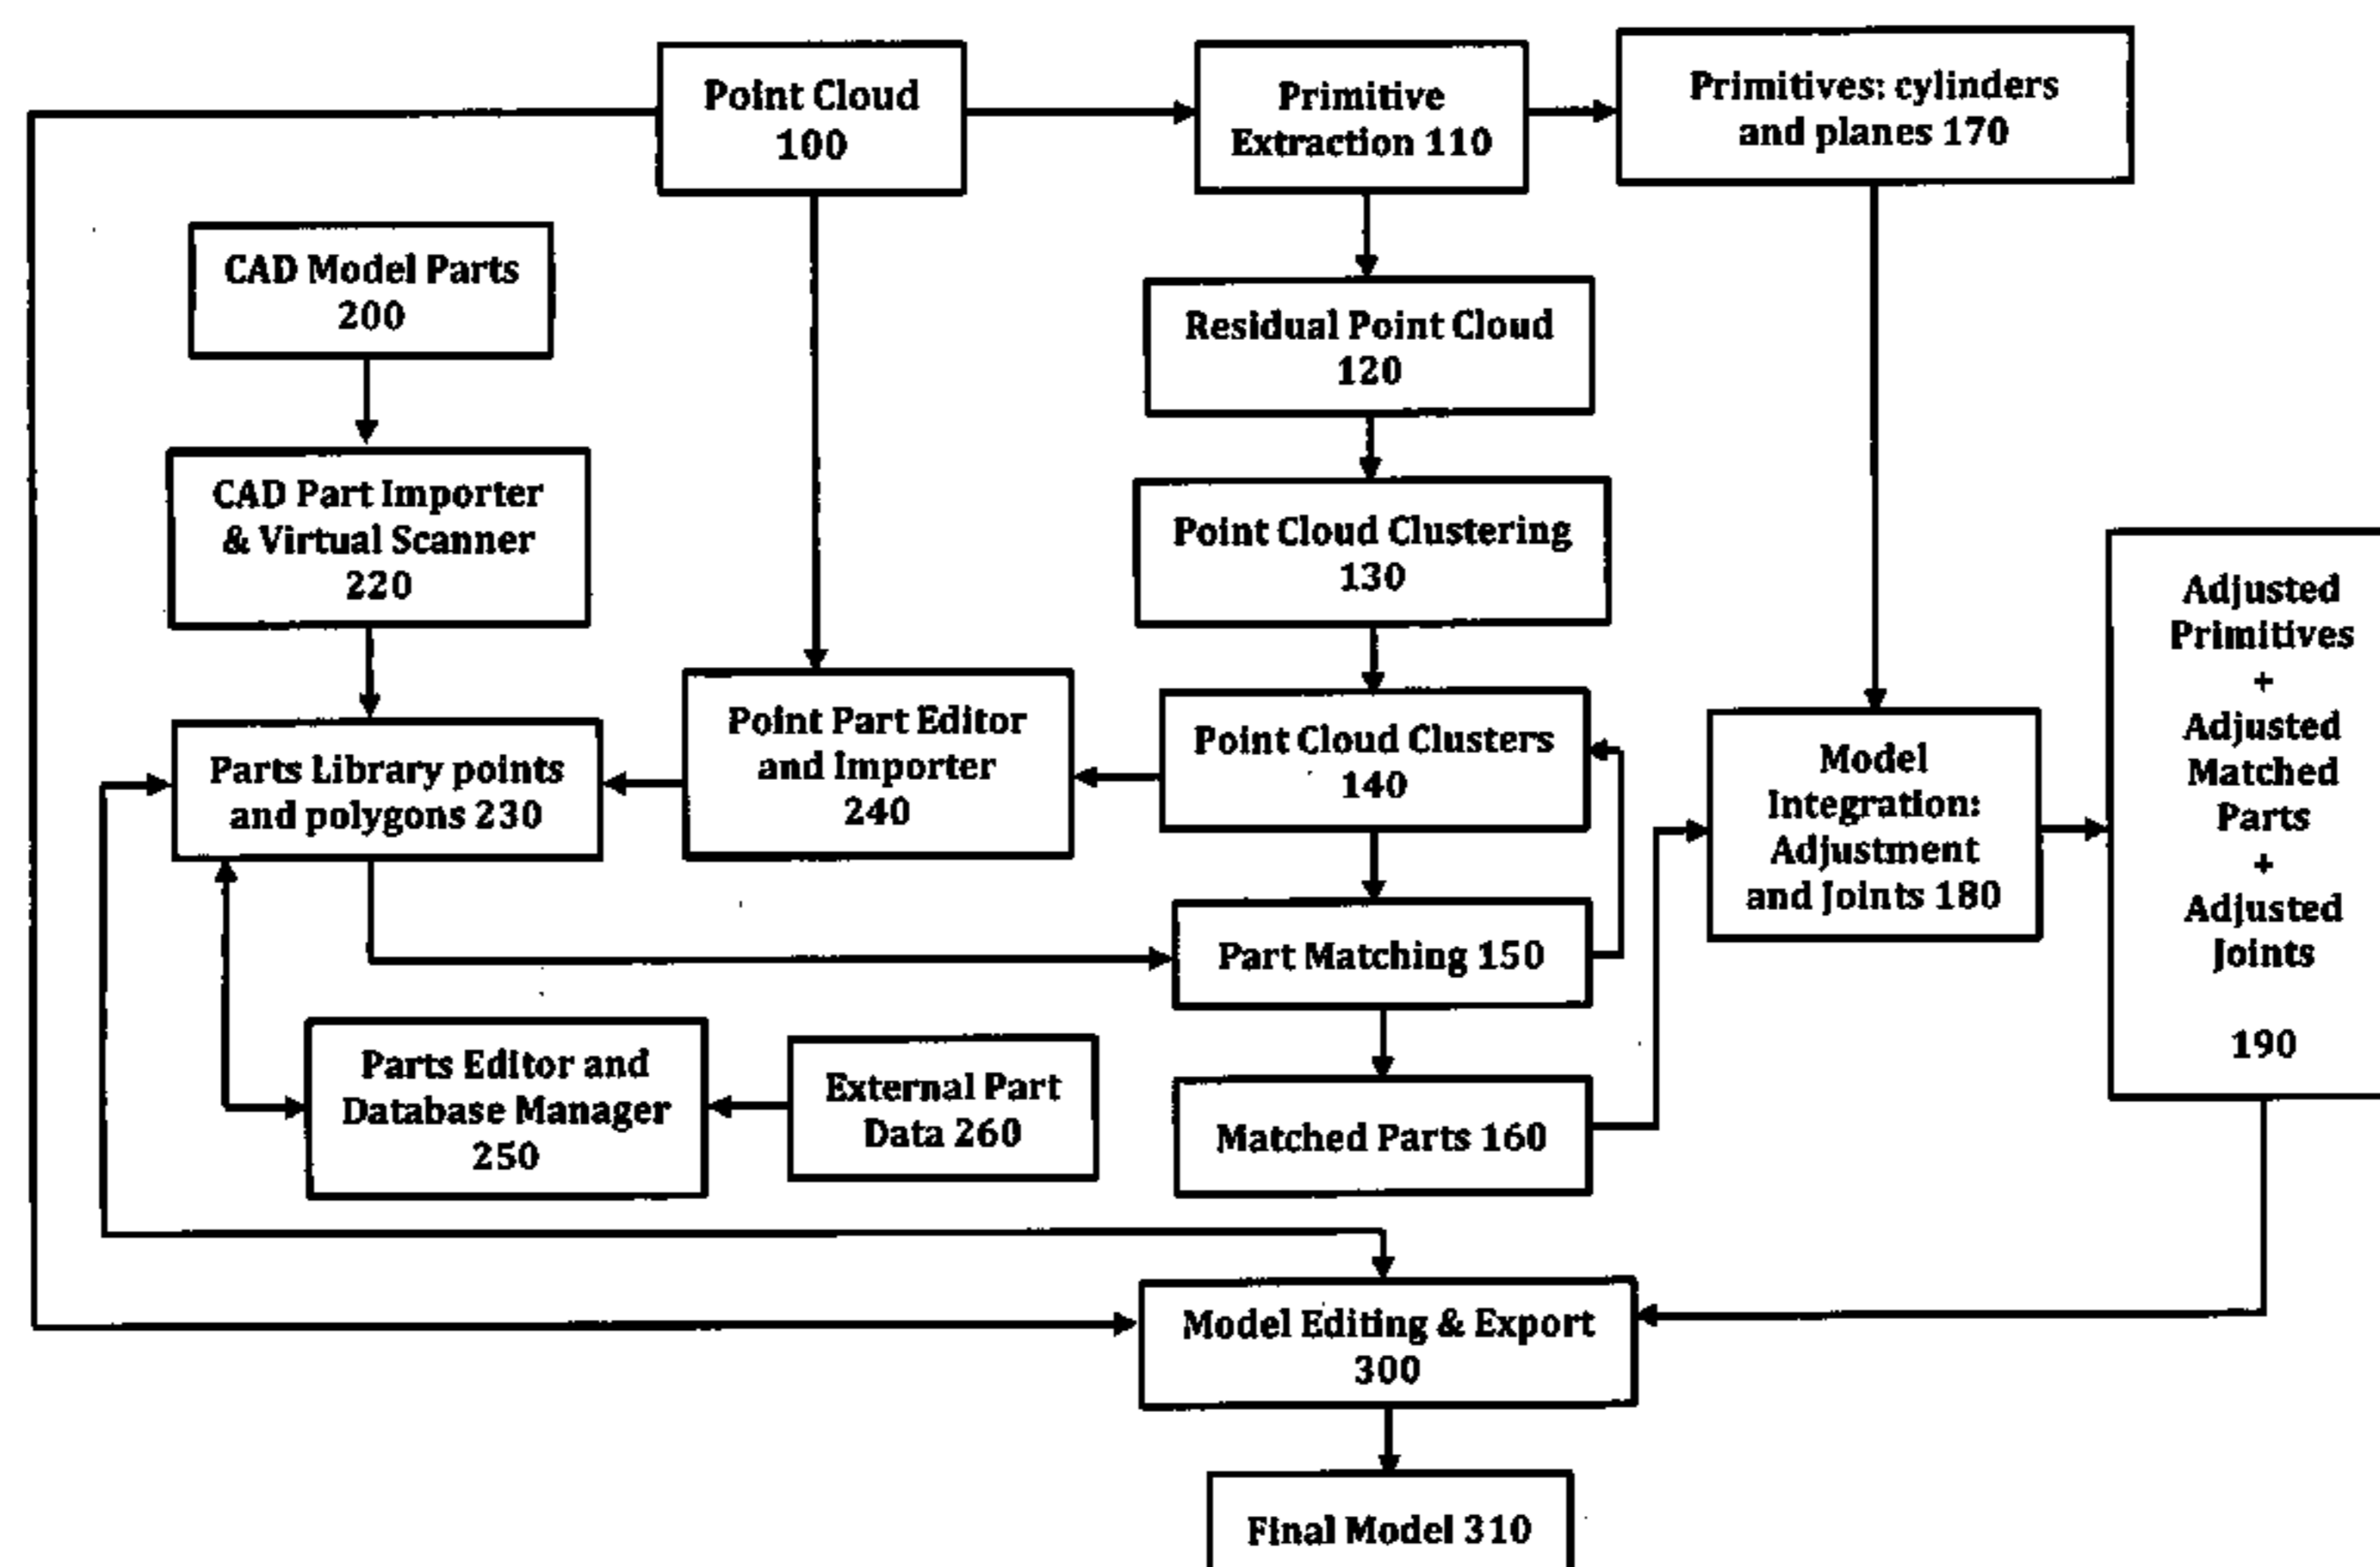 Point Cloud
100
Primitive
Extraction 110
Primitives: cylinders
and planes 170
CAD Model Parts
200
Residual Point Cloud
120
CAD Part Importer
& Virtual Scanner
220
Point Cloud Clustering
130
Adjusted
Primitives
+
Adjusted
Matched
Parts
+
Adjusted
Joints
190
Parts Library points
and polygons 230
Point Part Editor
and Importer
240
Point Cloud Clusters
140
Model
Integration:
Adjustment
and Joints 180
Part Matching 150
Parts Editor and
Database Manager
250
External Part
Data 260
Matched Parts 160
Model Editing & Export
300
Final Model 310